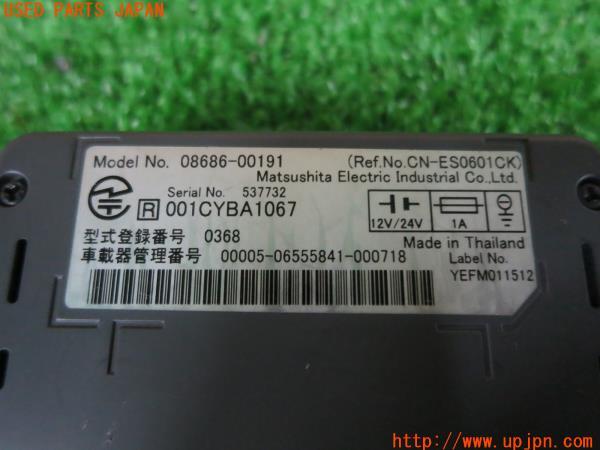 USED PARTS JAPAN
Model No. 08686-00191 (Ref.No.CN-ES0601CK)
Matsushita Electric Industrial Co.,Ltd.
Serial No. 537732
R 001CYBA1067
12V/24V 1A
型式登録番号 0368
Made in Thailand
車載器管理番号 00005-06555841-000718
Label No.
YEFM011512
http://www.upjpn.com/